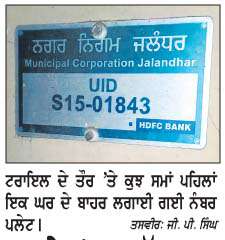 ਨਗਰ ਨਿਗਮ ਜਲੰਧਰ
Municipal Corporation Jalandhar
UID
S15-01843
HDFC BANK
ਟਰਾਇਲ ਦੇ ਤੌਰ 'ਤੇ ਕੁਝ ਸਮਾਂ ਪਹਿਲਾਂ
ਇਕ ਘਰ ਦੇ ਬਾਹਰ ਲਗਾਈ ਗਈ ਨੰਬਰ
ਪਲੇਟ। ਤਸਵੀਰ: ਜੀ. ਪੀ. ਸਿੰਘ